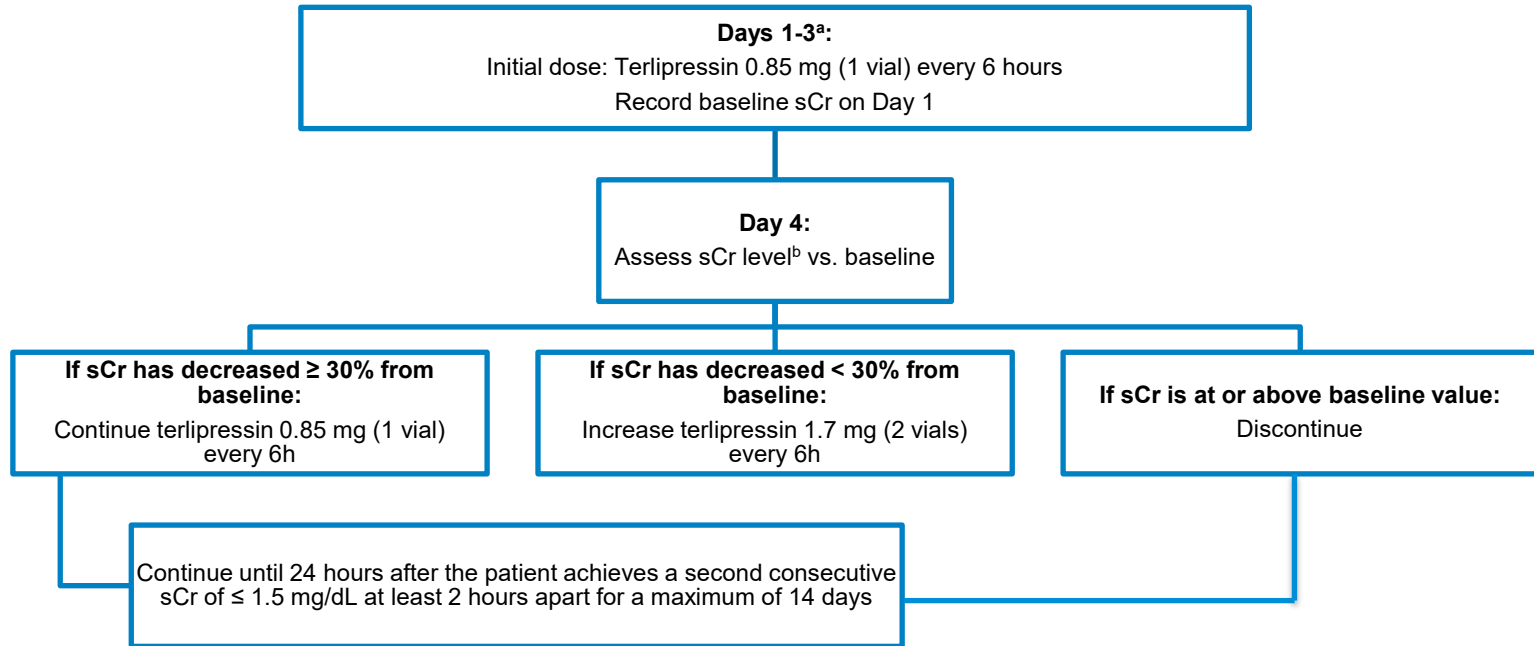 Days 1-3ᵃ:
Initial dose: Terlipressin 0.85 mg (1 vial) every 6 hours
Record baseline sCr on Day 1
Day 4:
Assess sCr levelᵇ vs. baseline
If sCr has decreased ≥ 30% from
baseline:
Continue terlipressin 0.85 mg (1 vial)
every 6h
If sCr has decreased < 30% from
baseline:
Increase terlipressin 1.7 mg (2 vials)
every 6h
If sCr is at or above baseline value:
Discontinue
Continue until 24 hours after the patient achieves a second consecutive
sCr of ≤ 1.5 mg/dL at least 2 hours apart for a maximum of 14 days